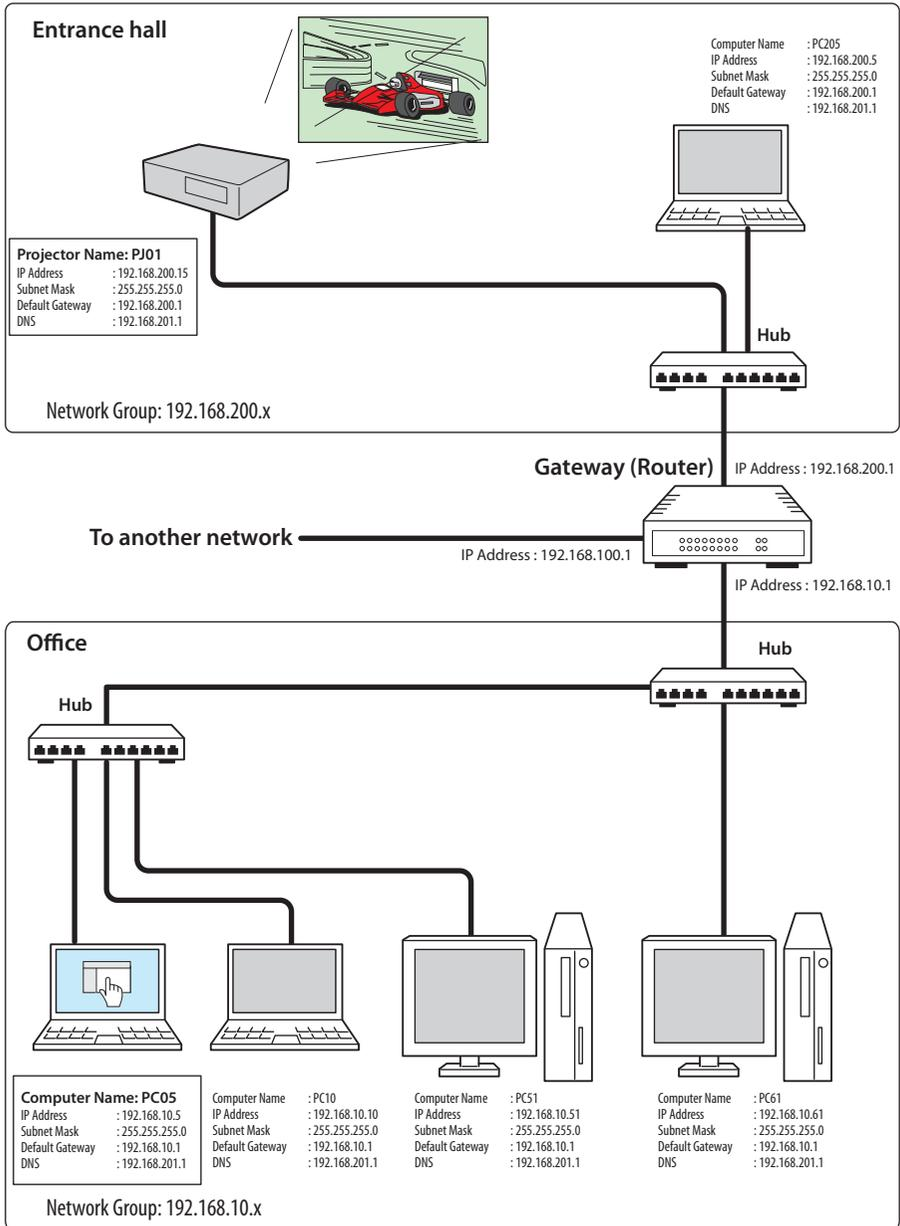 Entrance hall
Computer Name : PC205
IP Address : 192.168.200.5
Subnet Mask : 255.255.255.0
Default Gateway : 192.168.200.1
DNS : 192.168.201.1
Projector Name: PJ01
IP Address : 192.168.200.15
Subnet Mask : 255.255.255.0
Default Gateway : 192.168.200.1
DNS : 192.168.201.1
Hub
Network Group: 192.168.200.x
Gateway (Router)
IP Address : 192.168.200.1
To another network
IP Address : 192.168.100.1
IP Address : 192.168.10.1
Office
Hub
Hub
Computer Name: PC05
IP Address : 192.168.10.5
Subnet Mask : 255.255.255.0
Default Gateway : 192.168.10.1
DNS : 192.168.201.1
Computer Name : PC10
IP Address : 192.168.10.10
Subnet Mask : 255.255.255.0
Default Gateway : 192.168.10.1
DNS : 192.168.201.1
Computer Name : PC51
IP Address : 192.168.10.51
Subnet Mask : 255.255.255.0
Default Gateway : 192.168.10.1
DNS : 192.168.201.1
Computer Name : PC61
IP Address : 192.168.10.61
Subnet Mask : 255.255.255.0
Default Gateway : 192.168.10.1
DNS : 192.168.201.1
Network Group: 192.168.10.x